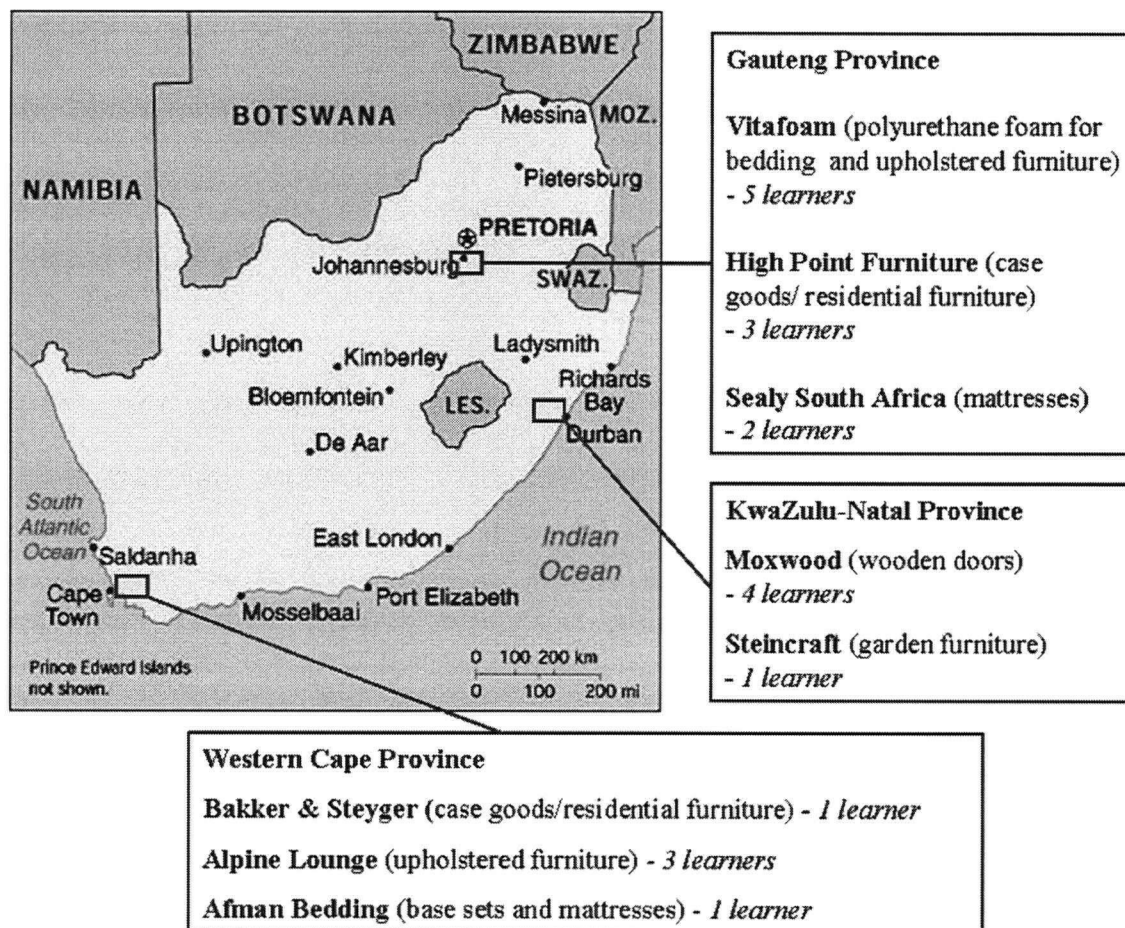 ZIMBABWE
BOTSWANA
Messina
MOZ.
NAMIBIA
Pietersburg
PRETORIA
Johannesburg
SWAZ.
Upington
Kimberley
Ladysmith
Bloemfontein
LES.
Richards
Bay
Durban
De Aar
South
Atlantic
Ocean
East London
Indian
Ocean
Saldanha
Cape
Town
Mosselbaai
Port Elizabeth
Prince Edward Islands
not shown.
0 100 200 km
0 100 200 mi
Gauteng Province
Vitafoam (polyurethane foam for
bedding and upholstered furniture)
- 5 learners
High Point Furniture (case
goods/ residential furniture)
- 3 learners
Sealy South Africa (mattresses)
- 2 learners
KwaZulu-Natal Province
Moxwood (wooden doors)
- 4 learners
Steincraft (garden furniture)
- 1 learner
Western Cape Province
Bakker & Steyger (case goods/residential furniture) - 1 learner
Alpine Lounge (upholstered furniture) - 3 learners
Afman Bedding (base sets and mattresses) - 1 learner